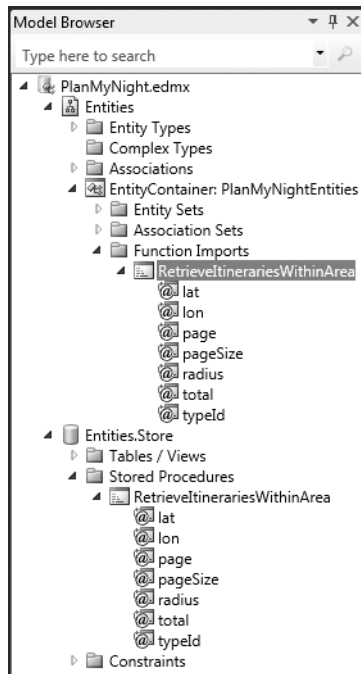 Model Browser
Type here to search
PlanMyNight.edmx
Entities
Entity Types
Complex Types
Associations
EntityContainer: PlanMyNightEntities
Entity Sets
Association Sets
Function Imports
RetrieveItinerariesWithinArea
lat
lon
page
pageSize
radius
total
typeId
Entities.Store
Tables / Views
Stored Procedures
RetrieveItinerariesWithinArea
lat
lon
page
pageSize
radius
total
typeId
Constraints